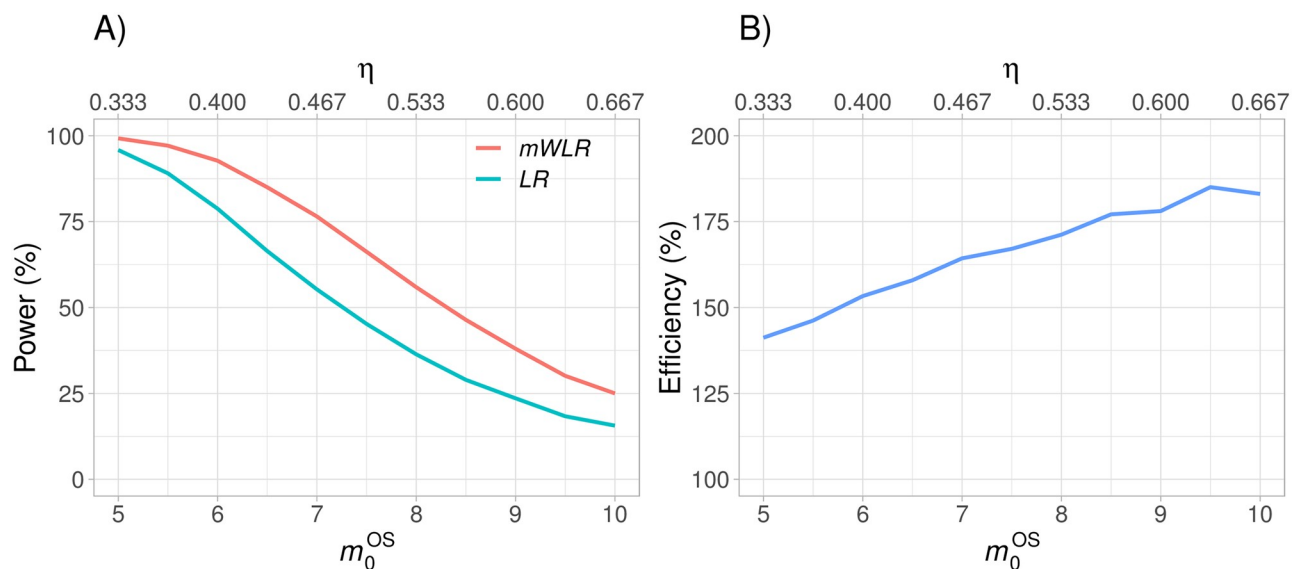 A)
η
0.333 0.400 0.467 0.533 0.600 0.667
100
75
50
25
0
Power (%)
mWLR
LR
5 6 7 8 9 10
m₀ᴼˢ
B)
η
0.333 0.400 0.467 0.533 0.600 0.667
200
175
150
125
100
Efficiency (%)
5 6 7 8 9 10
m₀ᴼˢ